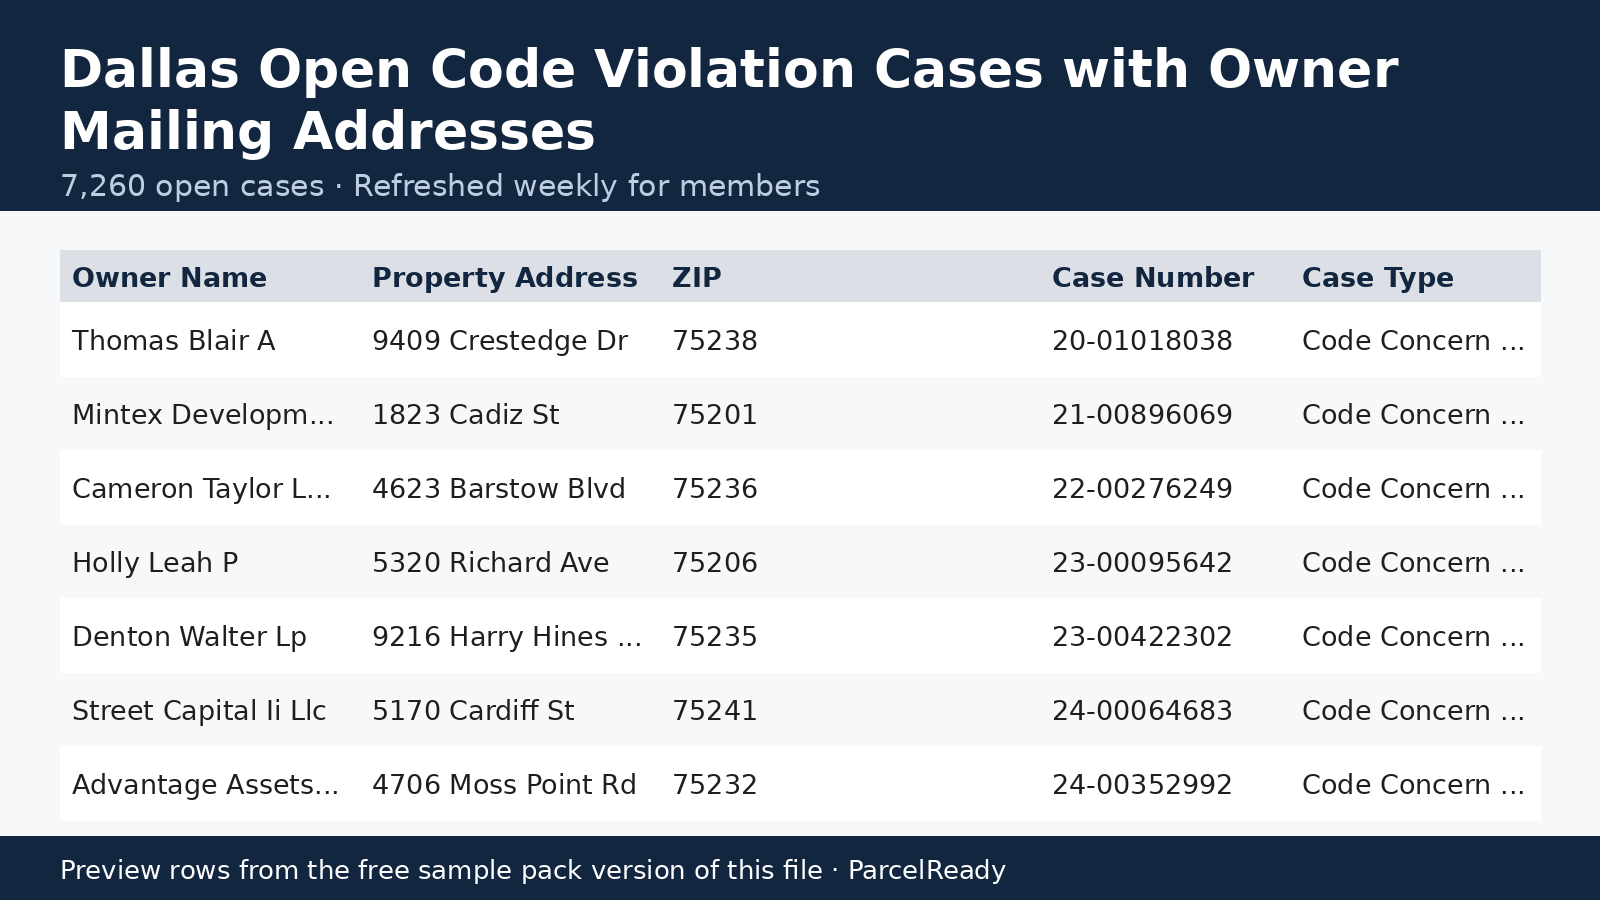 Dallas Open Code Violation Cases with Owner
Mailing Addresses
7,260 open cases · Refreshed weekly for members
Owner Name Property Address ZIP Case Number Case Type
Thomas Blair A 9409 Crestedge Dr 75238 20-01018038 Code Concern ...
Mintex Developm... 1823 Cadiz St 75201 21-00896069 Code Concern ...
Cameron Taylor L... 4623 Barstow Blvd 75236 22-00276249 Code Concern ...
Holly Leah P 5320 Richard Ave 75206 23-00095642 Code Concern ...
Denton Walter Lp 9216 Harry Hines ... 75235 23-00422302 Code Concern ...
Street Capital Ii Llc 5170 Cardiff St 75241 24-00064683 Code Concern ...
Advantage Assets... 4706 Moss Point Rd 75232 24-00352992 Code Concern ...
Preview rows from the free sample pack version of this file · ParcelReady